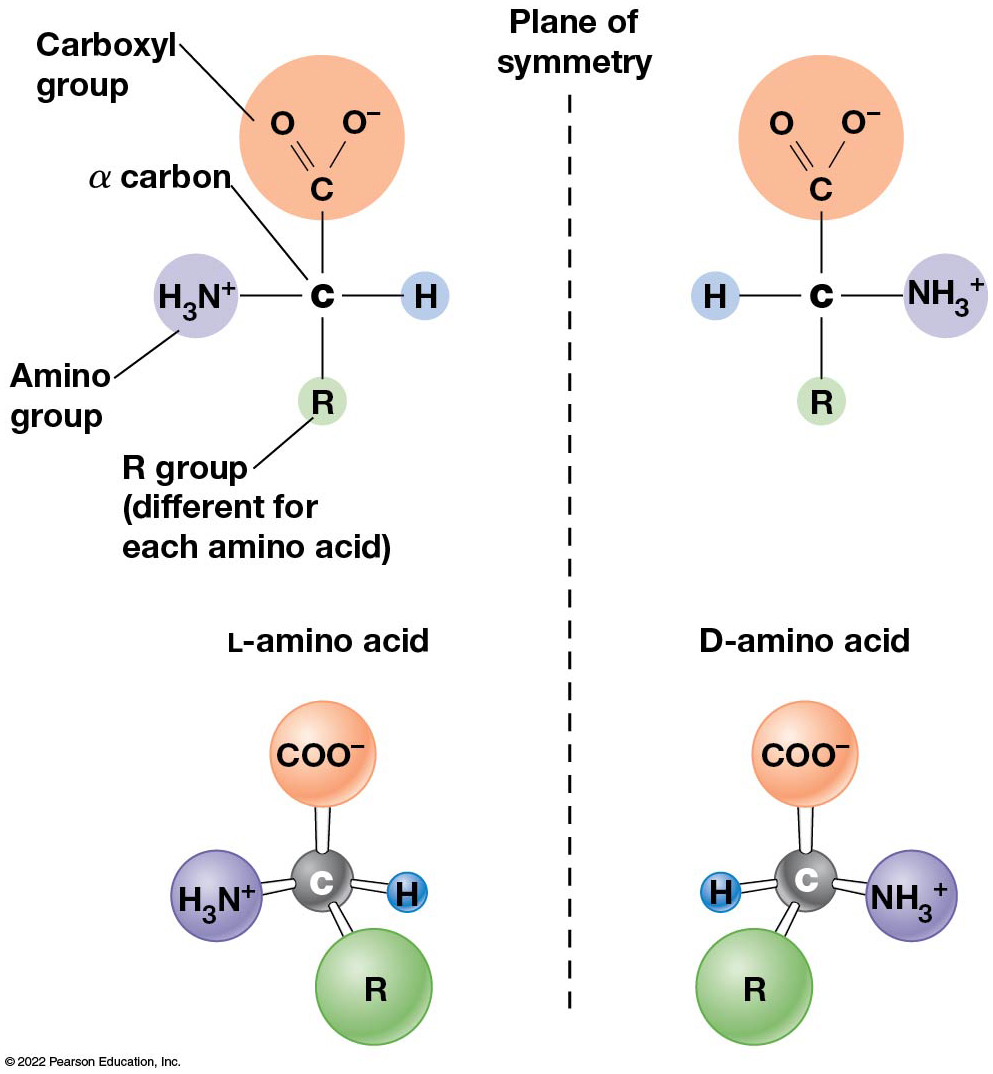 Carboxyl
group
Plane of
symmetry
O
O⁻
C
α carbon
H₃N⁺
C
H
Amino
group
R
R group
(different for
each amino acid)
O
O⁻
C
H
C
NH₃⁺
R
L-amino acid
D-amino acid
COO⁻
H₃N⁺
C
H
R
COO⁻
H
C
NH₃⁺
R
© 2022 Pearson Education, Inc.